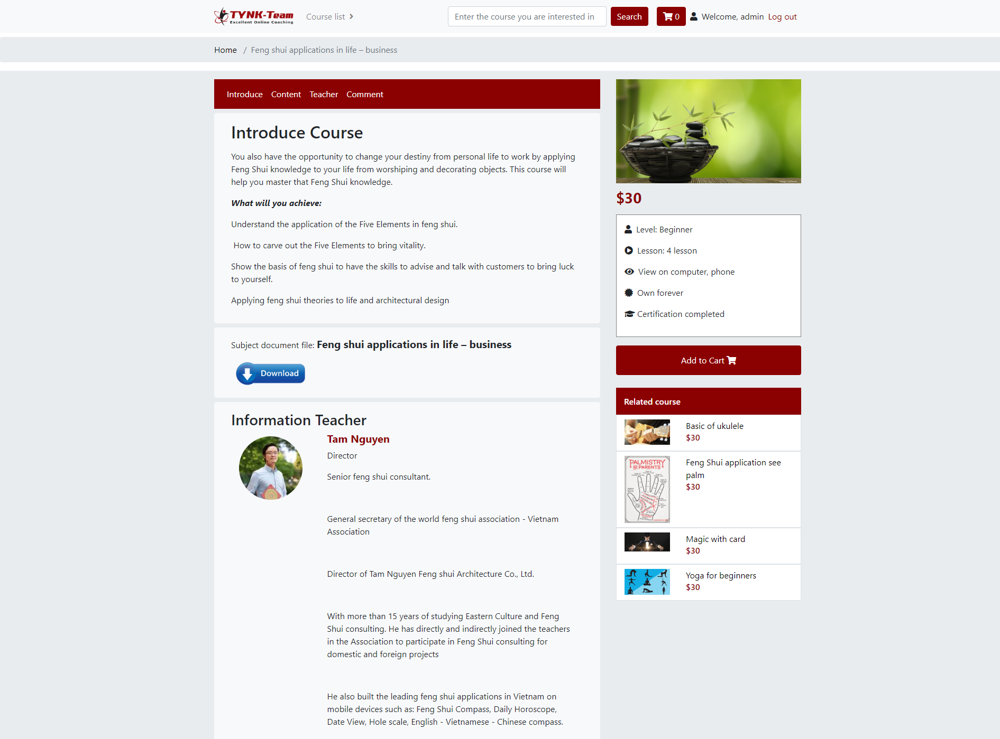 TYNK-Team
Excellent Online Coaching
Course list
Enter the course you are interested in
Search
0
Welcome, admin
Log out
Home / Feng shui applications in life – business
Introduce
Content
Teacher
Comment
Introduce Course
You also have the opportunity to change your destiny from personal life to work by applying
Feng Shui knowledge to your life from worshiping and decorating objects. This course will
help you master that Feng Shui knowledge.
What will you achieve:
Understand the application of the Five Elements in feng shui.
How to carve out the Five Elements to bring vitality.
Show the basis of feng shui to have the skills to advise and talk with customers to bring luck
to yourself.
Applying feng shui theories to life and architectural design
Subject document file: Feng shui applications in life – business
Download
Information Teacher
Tam Nguyen
Director
Senior feng shui consultant.
General secretary of the world feng shui association - Vietnam
Association
Director of Tam Nguyen Feng shui Architecture Co., Ltd.
With more than 15 years of studying Eastern Culture and Feng
Shui consulting. He has directly and indirectly joined the teachers
in the Association to participate in Feng Shui consulting for
domestic and foreign projects
He also built the leading feng shui applications in Vietnam on
mobile devices such as: Feng Shui Compass, Daily Horoscope,
Date View, Hole scale, English - Vietnamese - Chinese compass.
$30
Level: Beginner
Lesson: 4 lesson
View on computer, phone
Own forever
Certification completed
Add to Cart
Related course
Basic of ukulele
$30
PALMISTRY
FOR PARENTS
Feng Shui application see
palm
$30
Magic with card
$30
Yoga for beginners
$30